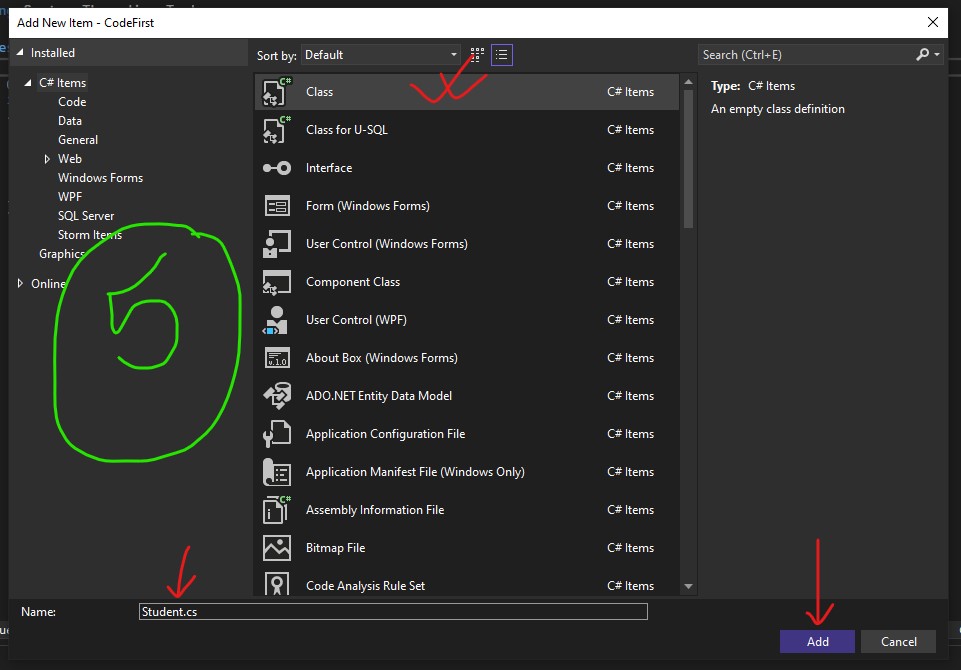 Add New Item - CodeFirst
Installed
C# Items
Code
Data
General
Web
Windows Forms
WPF
SQL Server
Storm Items
Graphics
Online
Sort by: Default
Search (Ctrl+E)
Class C# Items
Class for U-SQL C# Items
Interface C# Items
Form (Windows Forms) C# Items
User Control (Windows Forms) C# Items
Component Class C# Items
User Control (WPF) C# Items
About Box (Windows Forms) C# Items
ADO.NET Entity Data Model C# Items
Application Configuration File C# Items
Application Manifest File (Windows Only) C# Items
Assembly Information File C# Items
Bitmap File C# Items
Code Analysis Rule Set C# Items
Type: C# Items
An empty class definition
5
Name: Student.cs
Add Cancel